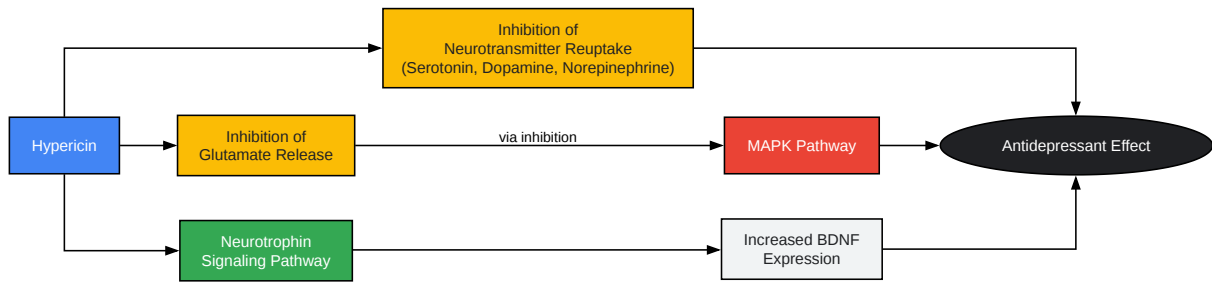 Inhibition of
Neurotransmitter Reuptake
(Serotonin, Dopamine, Norepinephrine)
Hypericin
Inhibition of
Glutamate Release
via inhibition
MAPK Pathway
Antidepressant Effect
Neurotrophin
Signaling Pathway
Increased BDNF
Expression